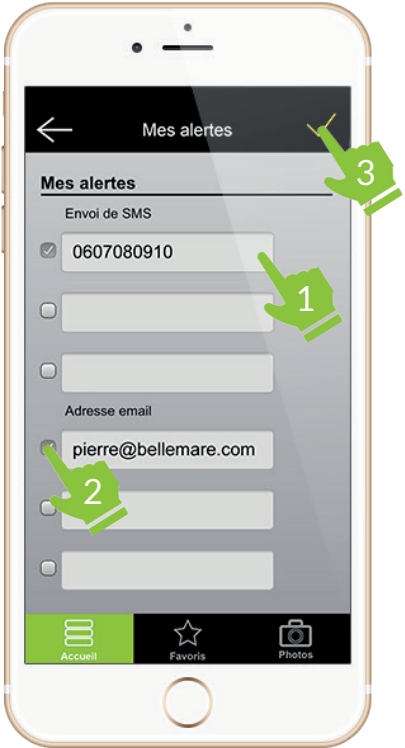 Mes alertes
3
Mes alertes
Envoi de SMS
0607080910
1
Adresse email
pierre@bellemare.com
2
Accueil Favoris Photos